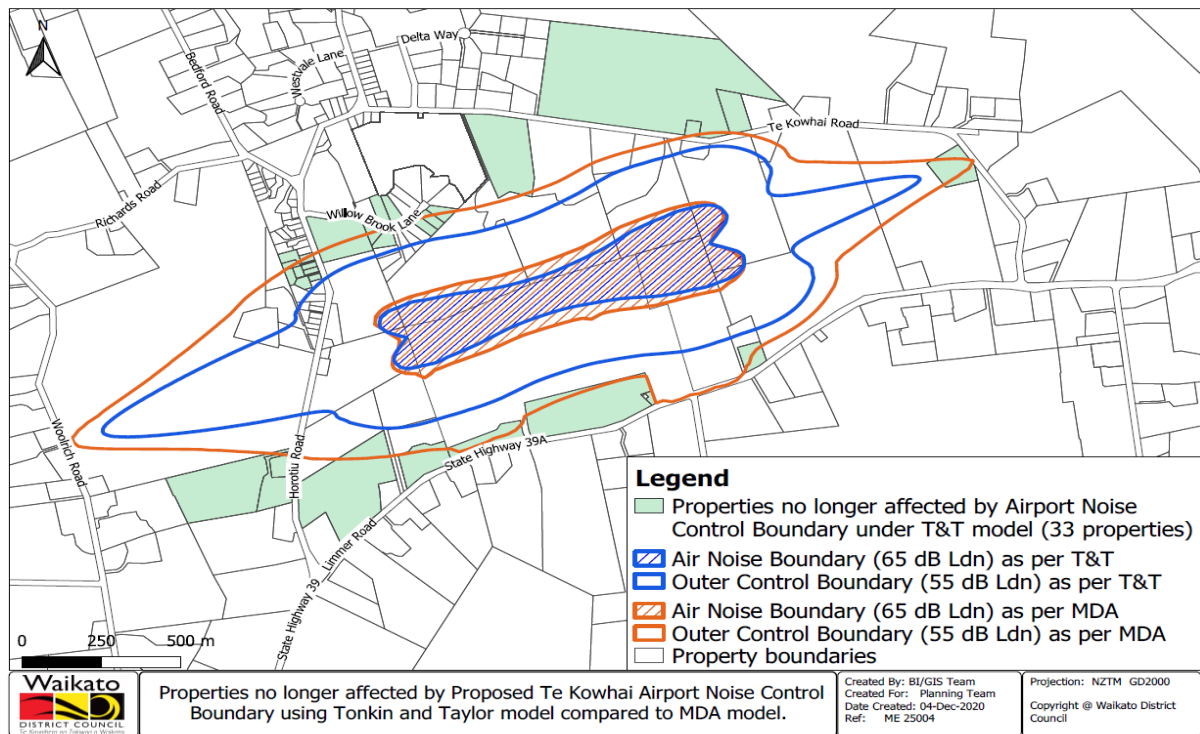 N
Delta Way
Westvale Lane
Bedford Road
Te Kowhai Road
Richards Road
Willow Brook Lane
Woolrich Road
Horotiu Road
State Highway 39A
Limmer Road
State Highway 39
Legend
Properties no longer affected by Airport Noise
Control Boundary under T&T model (33 properties)
Air Noise Boundary (65 dB Ldn) as per T&T
Outer Control Boundary (55 dB Ldn) as per T&T
Air Noise Boundary (65 dB Ldn) as per MDA
Outer Control Boundary (55 dB Ldn) as per MDA
Property boundaries
0 250 500 m
Waikato
DISTRICT COUNCIL
Te Kaunihera aa Takiwaa o Waikato
Properties no longer affected by Proposed Te Kowhai Airport Noise Control
Boundary using Tonkin and Taylor model compared to MDA model.
Created By: BI/GIS Team
Created For: Planning Team
Date Created: 04-Dec-2020
Ref: ME 25004
Projection: NZTM GD2000
Copyright @ Waikato District
Council